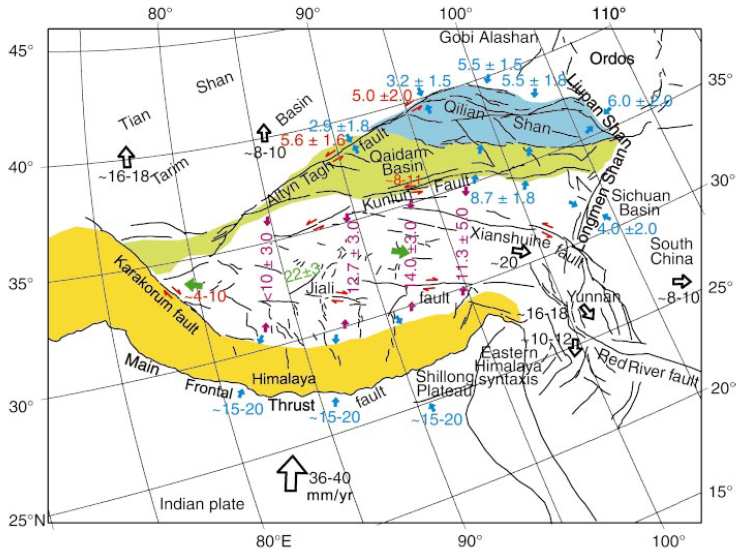 80°
90°
100°
110°
45°
Gobi Alashan
Ordos
35°
Tian
Shan
Basin
Tarim
5.5 ± 1.5
3.2 ± 1.5
5.5 ± 1.8
5.0 ±2.0
6.0 ± 2.0
Liupan Shan
Qilian
Shan
2.9 ±1.8
5.6 ± 1.6
~8-10
~16-18
40°
Altyn Tagh fault
Qaidam
Basin
~8-11
Kunlun Fault
8.7 ± 1.8
Longmen Shan
30°
Sichuan
Basin
4.0 ±2.0
Xianshuihe
fault
~20
South
China
~8-10
35°
Karakorum fault
~4-10
<10 ± 3.0
22±3
12.7 ± 3.0
14.0 ±3.0
11.3 ± 5.0
Jiali
fault
25°
Yunnan
~16-18
~10-12
Red River fault
Eastern
Himalaya
syntaxis
Shillong
Plateau
Himalaya
Main
Frontal
Thrust
fault
~15-20
~15-20
~15-20
20°
30°
36-40
mm/yr
Indian plate
15°
25°N
80°E
90°
100°